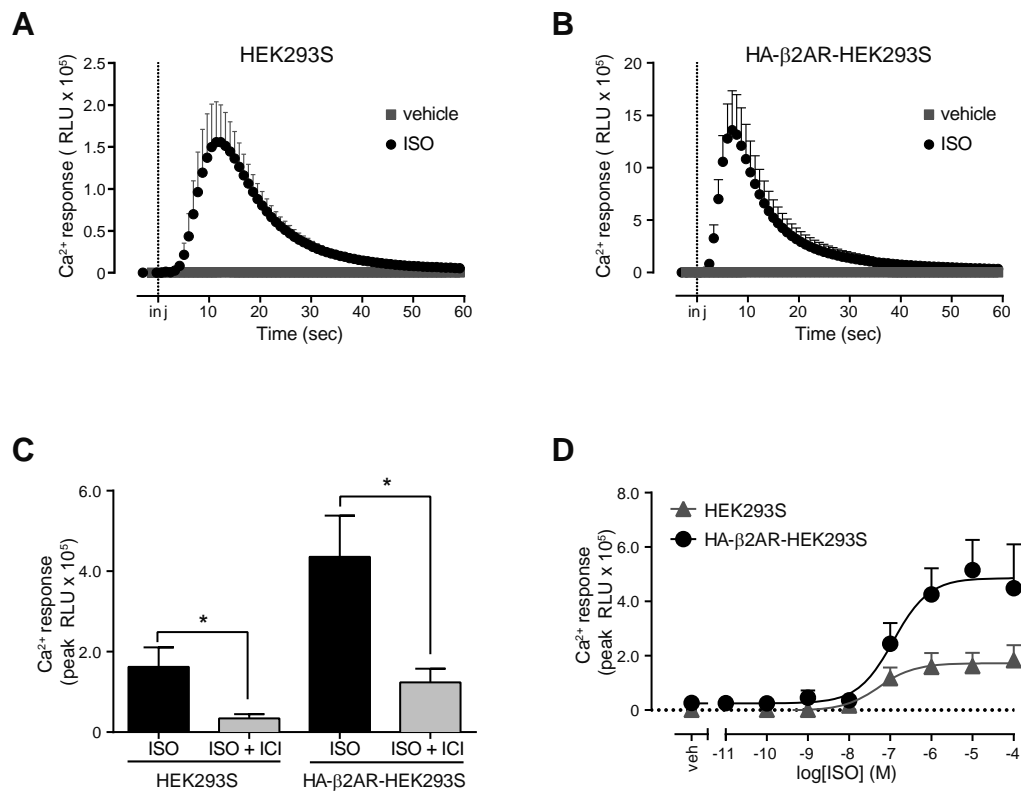 A
HEK293S
Ca²⁺ response ( RLU x 10⁵)
2.5
2.0
1.5
1.0
0.5
0
vehicle
ISO
inj 10 20 30 40 50 60
Time (sec)
B
HA-β2AR-HEK293S
Ca²⁺ response ( RLU x 10⁵)
20
15
10
5
0
vehicle
ISO
inj 10 20 30 40 50 60
Time (sec)
C
Ca²⁺ response
(peak RLU x 10⁵)
6.0
4.0
2.0
0
*
*
ISO ISO + ICI ISO ISO + ICI
HEK293S HA-β2AR-HEK293S
D
Ca²⁺ response
(peak RLU x 10⁵)
8.0
6.0
4.0
2.0
0
HEK293S
HA-β2AR-HEK293S
veh -11 -10 -9 -8 -7 -6 -5 -4
log[ISO] (M)